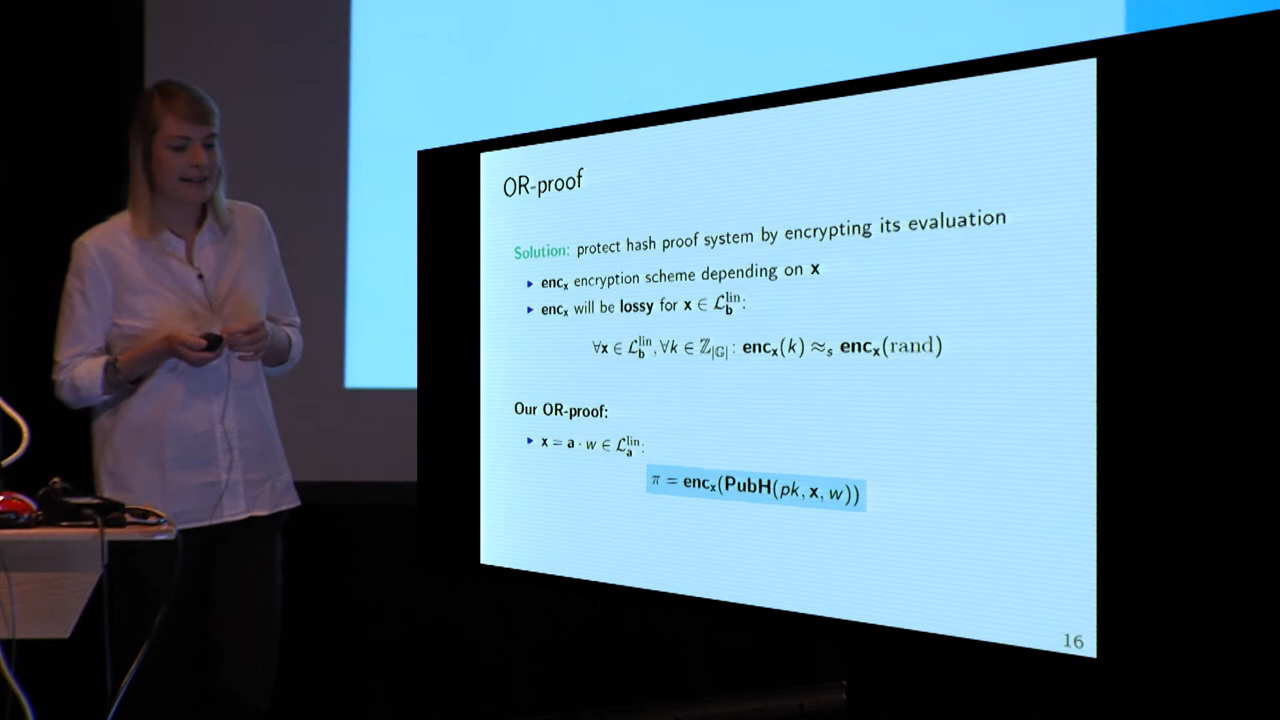 OR-proof
Solution: protect hash proof system by encrypting its evaluation
▸ encₓ encryption scheme depending on x
▸ encₓ will be lossy for x ∈ 𝓛_b^lin:
∀x ∈ 𝓛_b^lin, ∀k ∈ ℤ_|𝔾|: encₓ(k) ≈ₛ encₓ(rand)
Our OR-proof:
▸ x = a · w ∈ 𝓛_a^lin:
π = encₓ(PubH(pk, x, w))
16